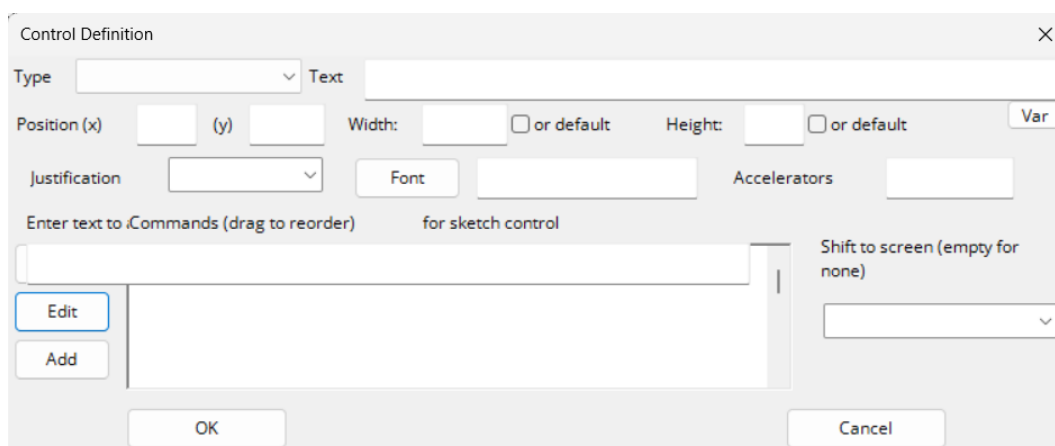 Control Definition
Type Text
Position (x) (y) Width: or default Height: or default Var
Justification Font Accelerators
Enter text to Commands (drag to reorder) for sketch control
Shift to screen (empty for
none)
Edit
Add
OK Cancel